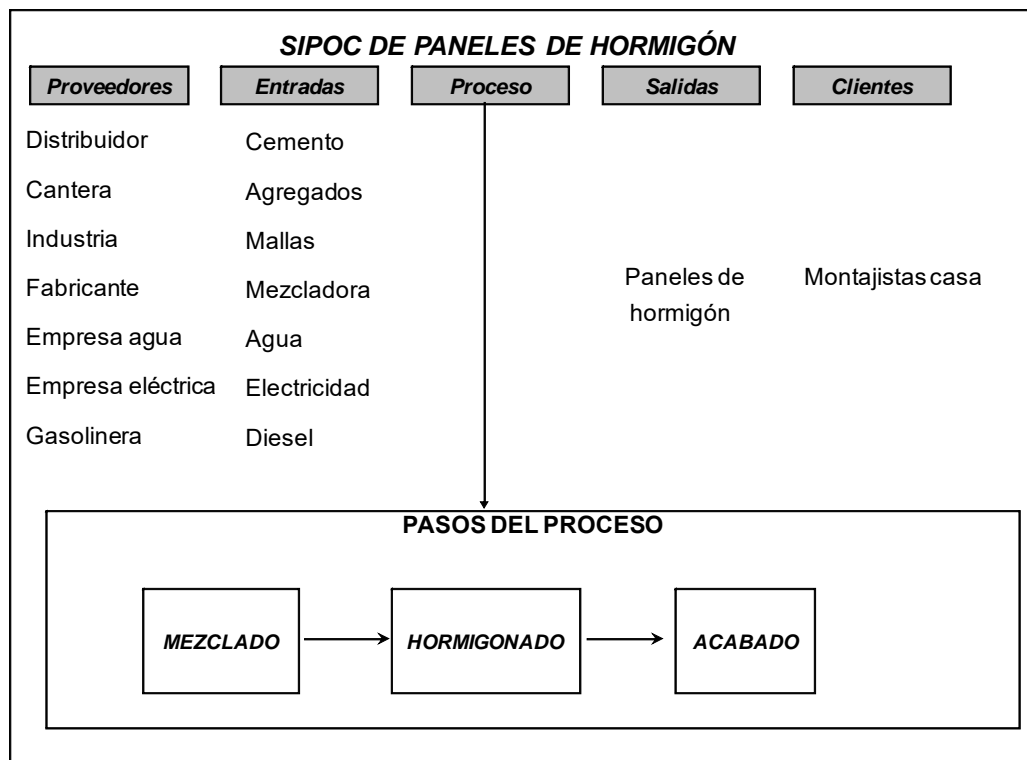 SIPOC DE PANELES DE HORMIGÓN
Proveedores Entradas Proceso Salidas Clientes
Distribuidor Cemento
Cantera Agregados
Industria Mallas
Fabricante Mezcladora
Paneles de hormigón Montajistas casa
Empresa agua Agua
Empresa eléctrica Electricidad
Gasolinera Diesel
PASOS DEL PROCESO
MEZCLADO HORMIGONADO ACABADO